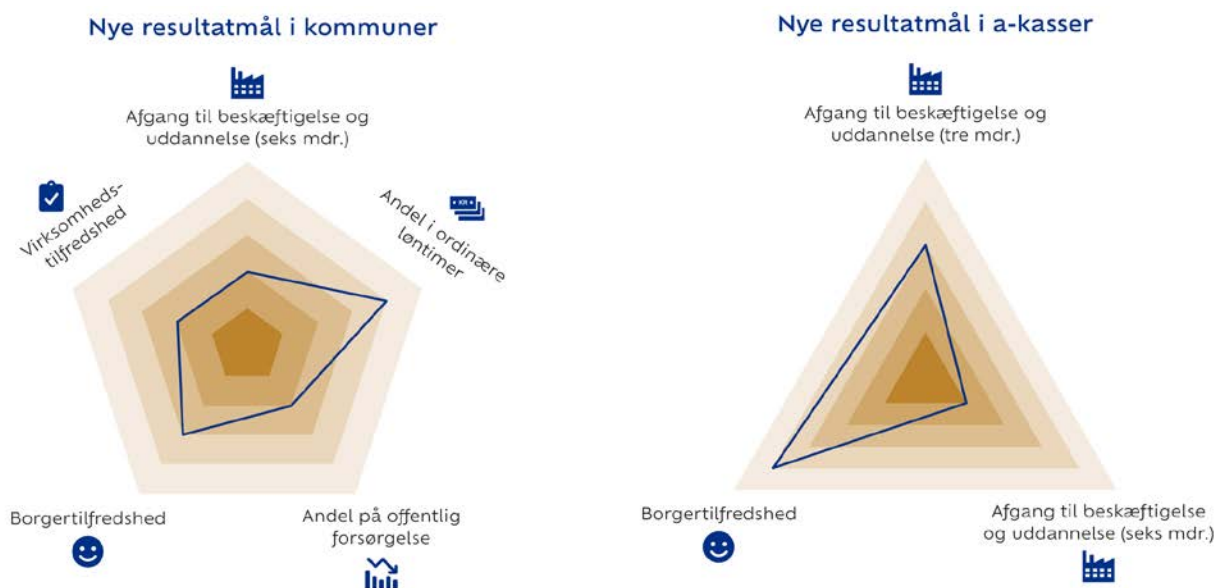 Nye resultatmål i kommuner
Afgang til beskæftigelse og
uddannelse (seks mdr.)
Virksomheds-
tilfredshed
KR
Andel i ordinære
løntimer
Borgertilfredshed
Andel på offentlig
forsørgelse
Nye resultatmål i a-kasser
Afgang til beskæftigelse og
uddannelse (tre mdr.)
Borgertilfredshed
Afgang til beskæftigelse
og uddannelse (seks mdr.)